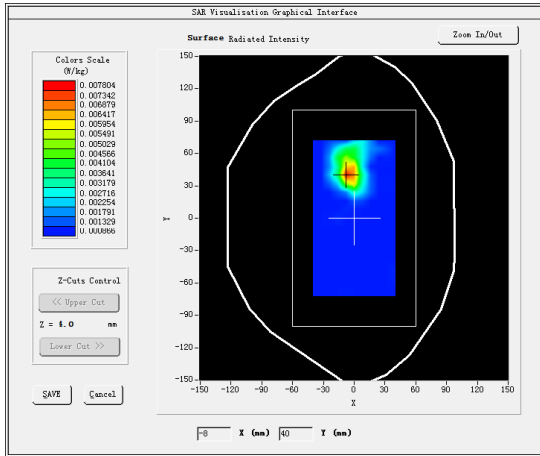 SAR Visualisation Graphical Interface
Surface Radiated Intensity
Zoom In/Out
Colors Scale
(W/kg)
0.007804
0.007342
0.006879
0.006417
0.005954
0.005491
0.005029
0.004566
0.004104
0.003641
0.003179
0.002716
0.002254
0.001791
0.001329
0.000866
Z-Cuts Control
<< Upper Cut
Z = 4.0 mm
Lower Cut >>
SAVE Cancel
150
120
90
60
30
Y
0
-30
-60
-90
-120
-150
-150 -120 -90 -60 -30 0 30 60 90 120 150
X
-8 X (mm) 40 Y (mm)